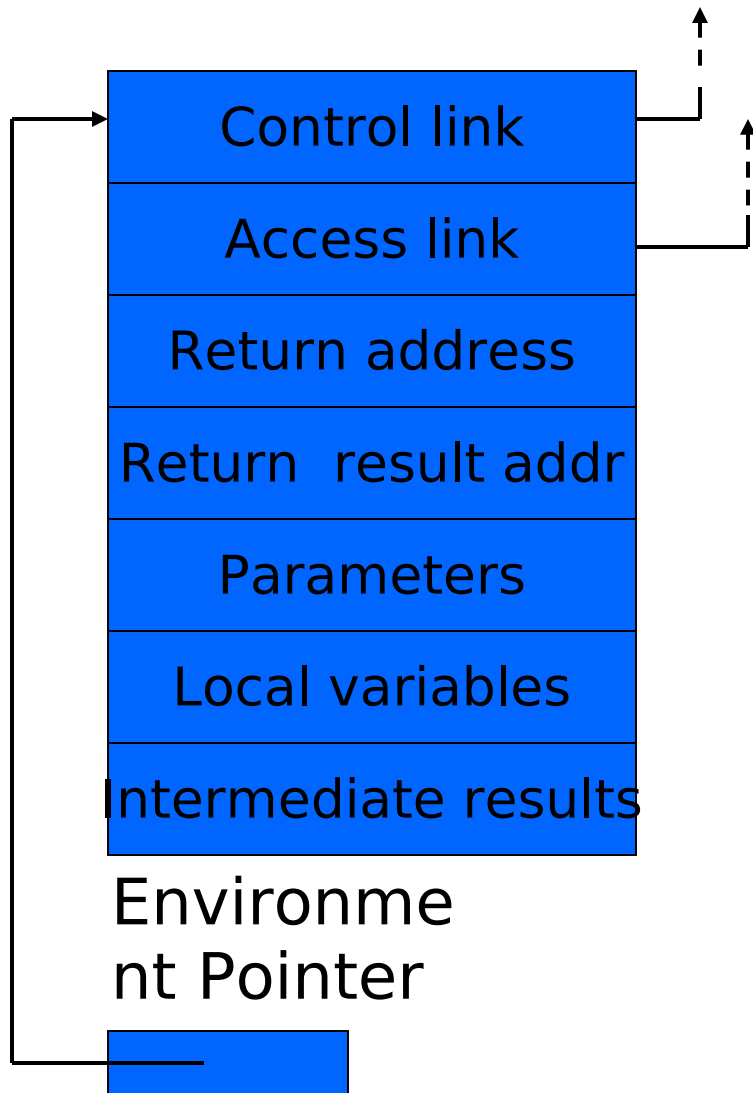 Control link
Access link
Return address
Return  result addr
Parameters
Local variables
Intermediate results
Environme
nt Pointer